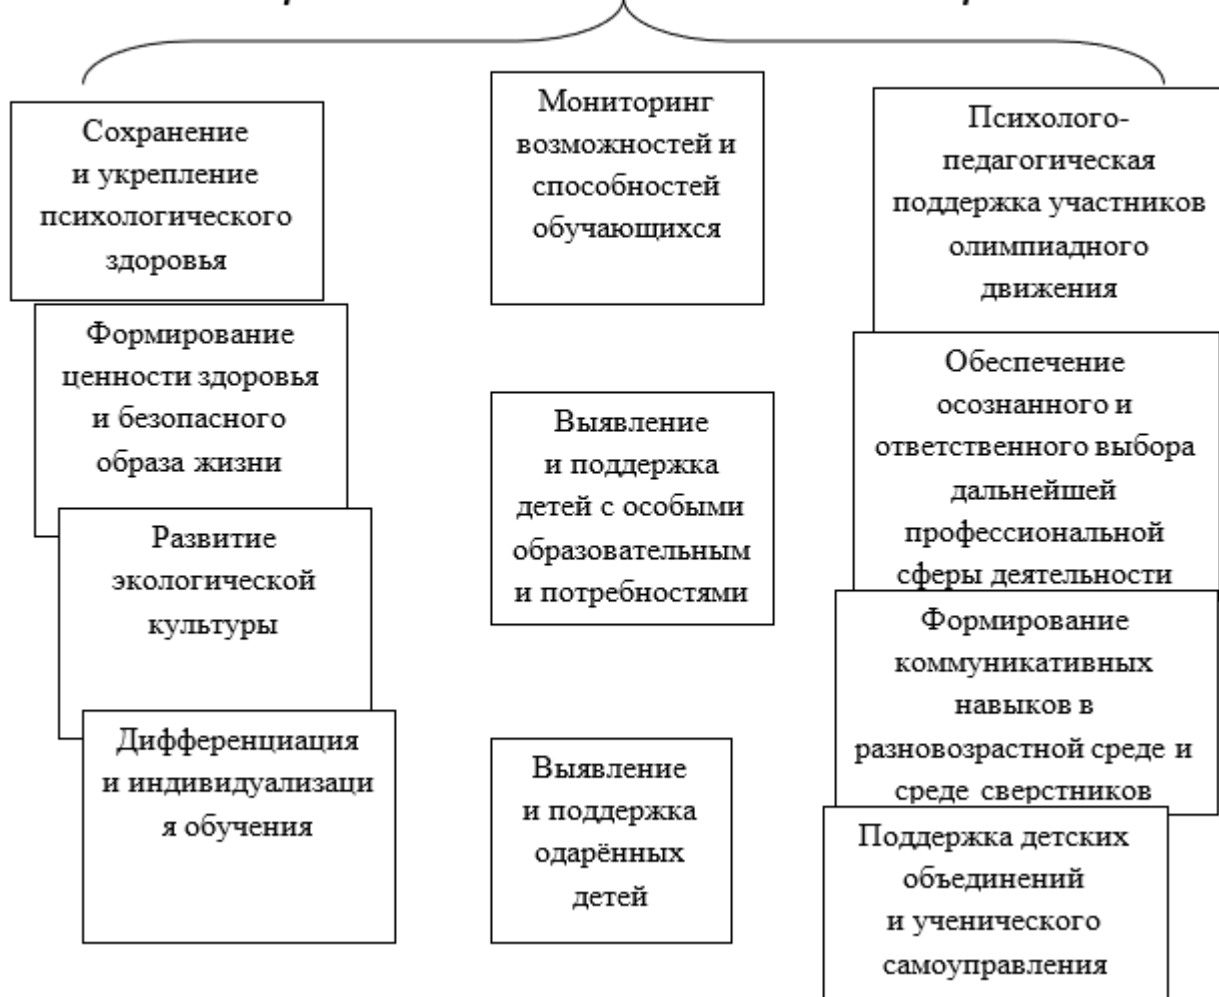 Сохранение
и укрепление
психологического
здоровья
Формирование
ценности здоровья
и безопасного
образа жизни
Развитие
экологической
культуры
Дифференциация
и индивидуализаци
я обучения
Мониторинг
возможностей и
способностей
обучающихся
Выявление
и поддержка
детей с особыми
образовательным
и потребностями
Выявление
и поддержка
одарённых
детей
Психолого-
педагогическая
поддержка участников
олимпиадного
движения
Обеспечение
осознанного и
ответственного выбора
дальнейшей
профессиональной
сферы деятельности
Формирование
коммуникативных
навыков в
разновозрастной среде и
среде сверстников
Поддержка детских
объединений
и ученического
самоуправления